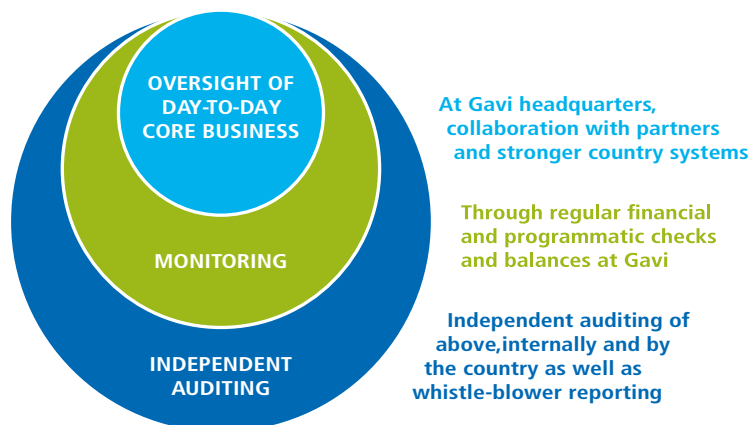 OVERSIGHT OF
DAY-TO-DAY
CORE BUSINESS
At Gavi headquarters,
collaboration with partners
and stronger country systems
MONITORING
Through regular financial
and programmatic checks
and balances at Gavi
INDEPENDENT
AUDITING
Independent auditing of
above,internally and by
the country as well as
whistle-blower reporting